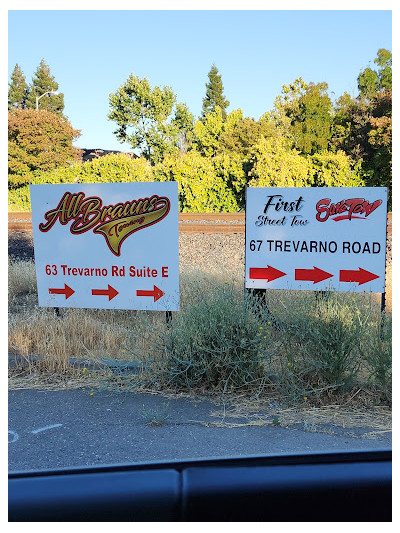 All Brauns
Towing
63 Trevarno Rd Suite E
First
Street Tow
67 TREVARNO ROAD